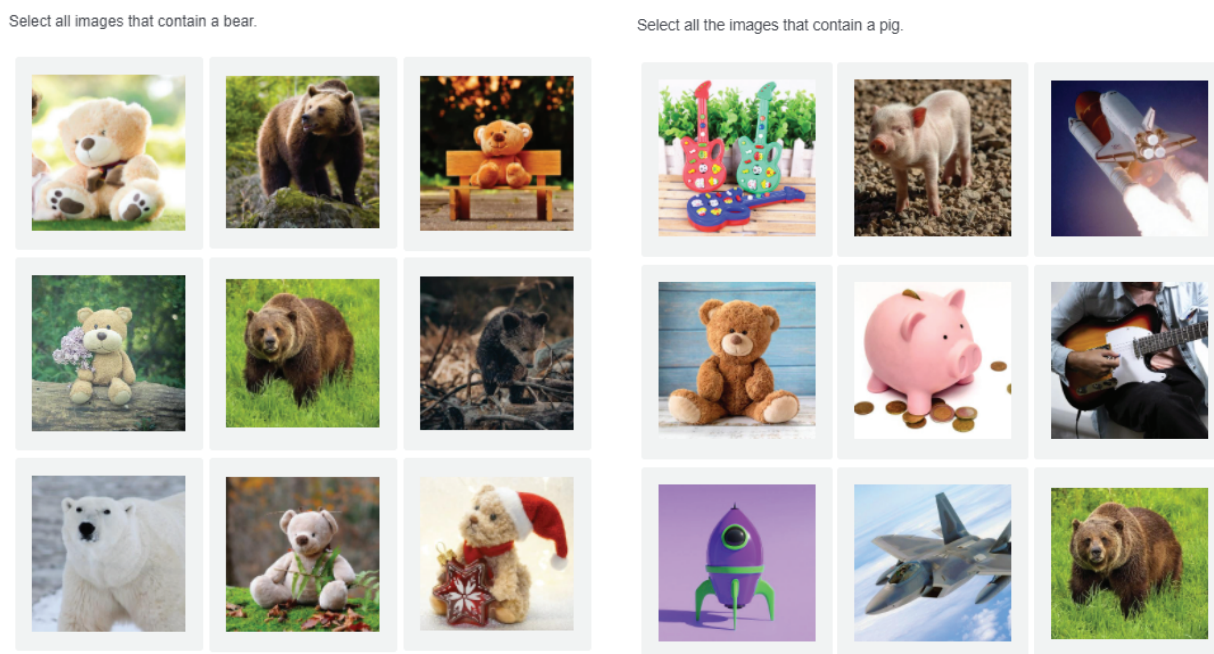 Select all images that contain a bear.
Select all the images that contain a pig.